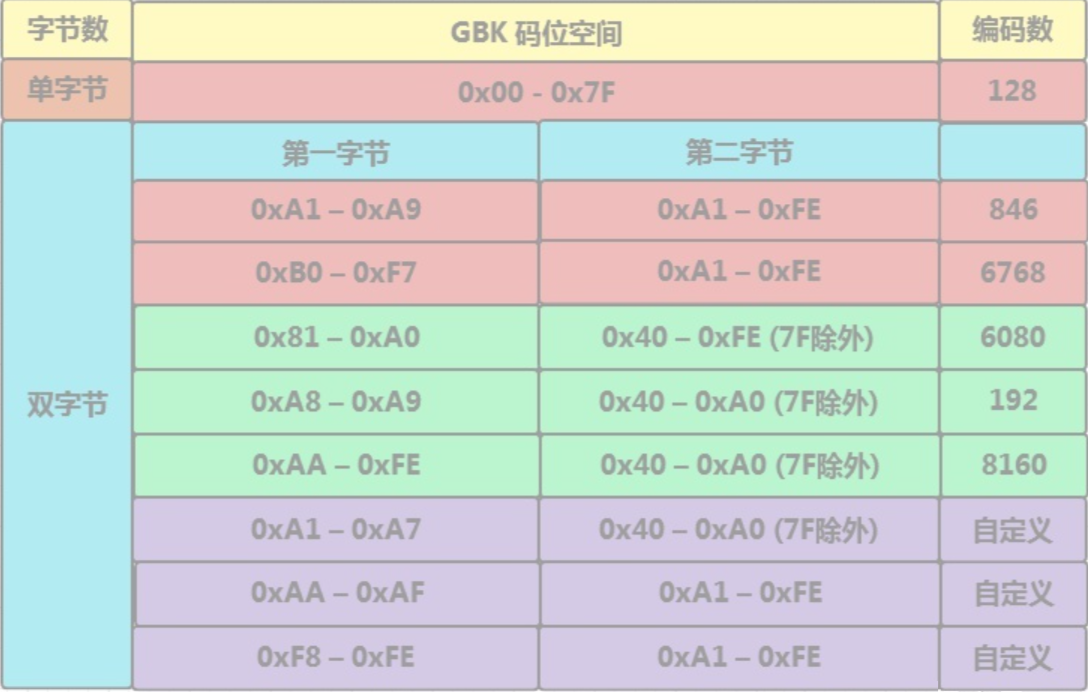 字节数 GBK 码位空间 编码数
单字节 0x00 - 0x7F 128
第一字节 第二字节
0xA1 – 0xA9 0xA1 – 0xFE 846
0xB0 – 0xF7 0xA1 – 0xFE 6768
0x81 – 0xA0 0x40 – 0xFE (7F除外) 6080
双字节 0xA8 – 0xA9 0x40 – 0xA0 (7F除外) 192
0xAA – 0xFE 0x40 – 0xA0 (7F除外) 8160
0xA1 – 0xA7 0x40 – 0xA0 (7F除外) 自定义
0xAA – 0xAF 0xA1 – 0xFE 自定义
0xF8 – 0xFE 0xA1 – 0xFE 自定义